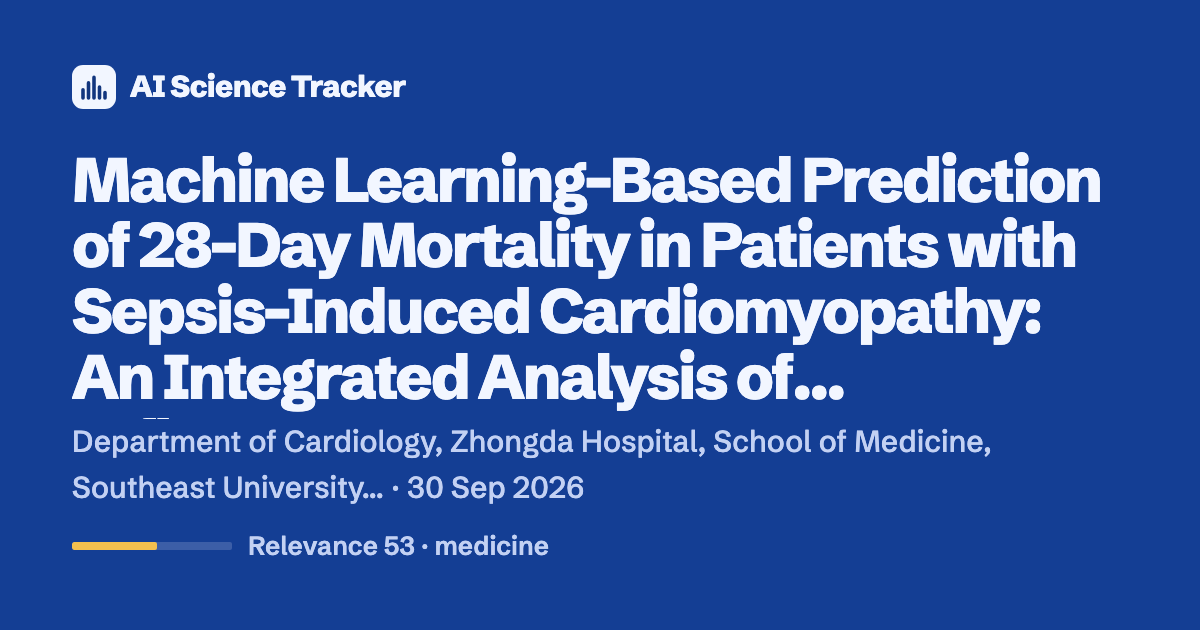 AI Science Tracker
Machine Learning-Based Prediction
of 28-Day Mortality in Patients with
Sepsis-Induced Cardiomyopathy:
An Integrated Analysis of...
Department of Cardiology, Zhongda Hospital, School of Medicine,
Southeast University... · 30 Sep 2026
Relevance 53 · medicine